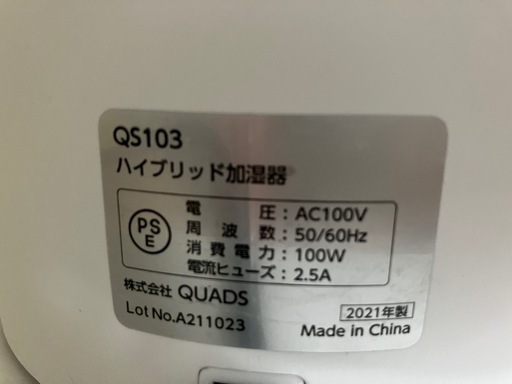 QS103
ハイブリッド加湿器
PS
E
電 圧 : AC100V
周 波 数 : 50/60Hz
消 費 電 力 : 100W
電流ヒューズ : 2.5A
株式会社 QUADS
Lot No.A211023
2021年製
Made in China